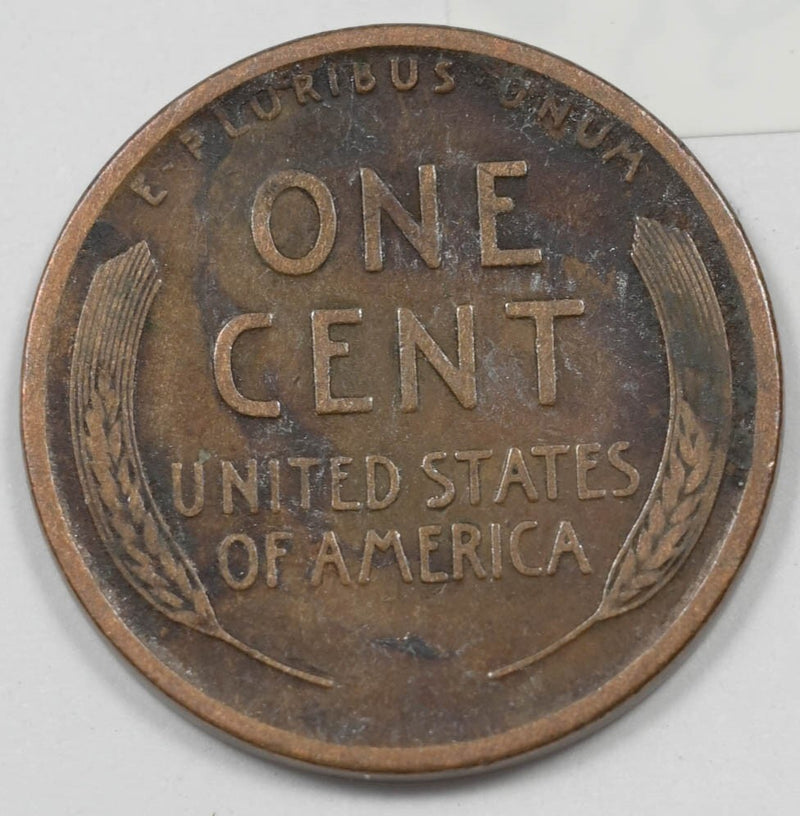 E·PLURIBUS·UNUM
ONE
CENT
UNITED STATES
OF AMERICA